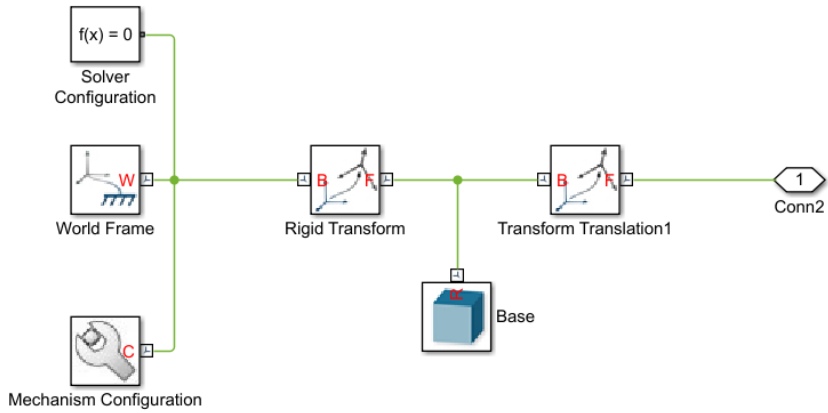 f(x) = 0
Solver
Configuration
W
World Frame
B
F
Rigid Transform
B
F
Transform Translation1
1
Conn2
R
Base
C
Mechanism Configuration